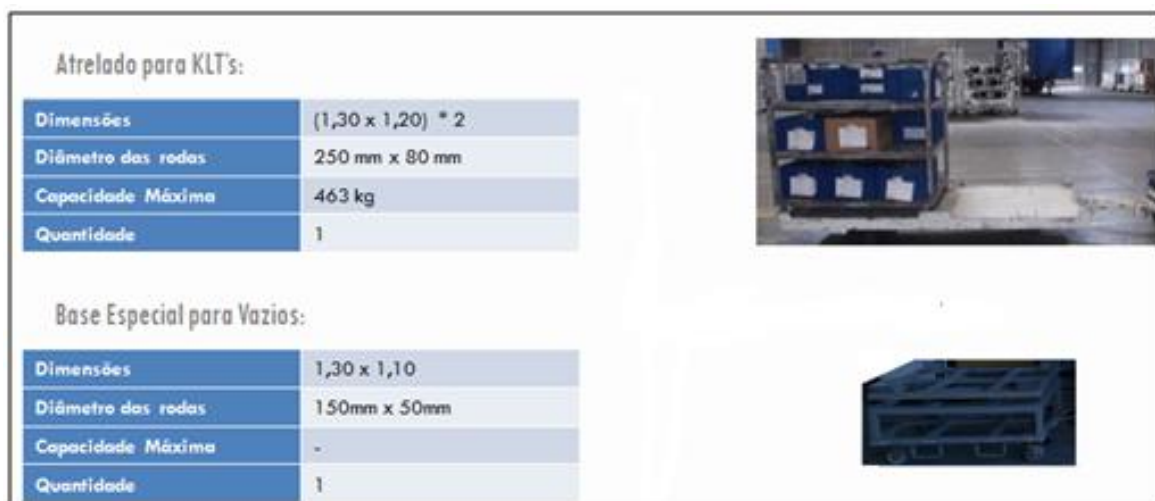 Atrelado para KLT's:
Dimensões (1,30 x 1,20) * 2
Diâmetro das rodas 250 mm x 80 mm
Capacidade Máxima 463 kg
Quantidade 1
Base Especial para Vazios:
Dimensões 1,30 x 1,10
Diâmetro das rodas 150mm x 50mm
Capacidade Máxima -
Quantidade 1